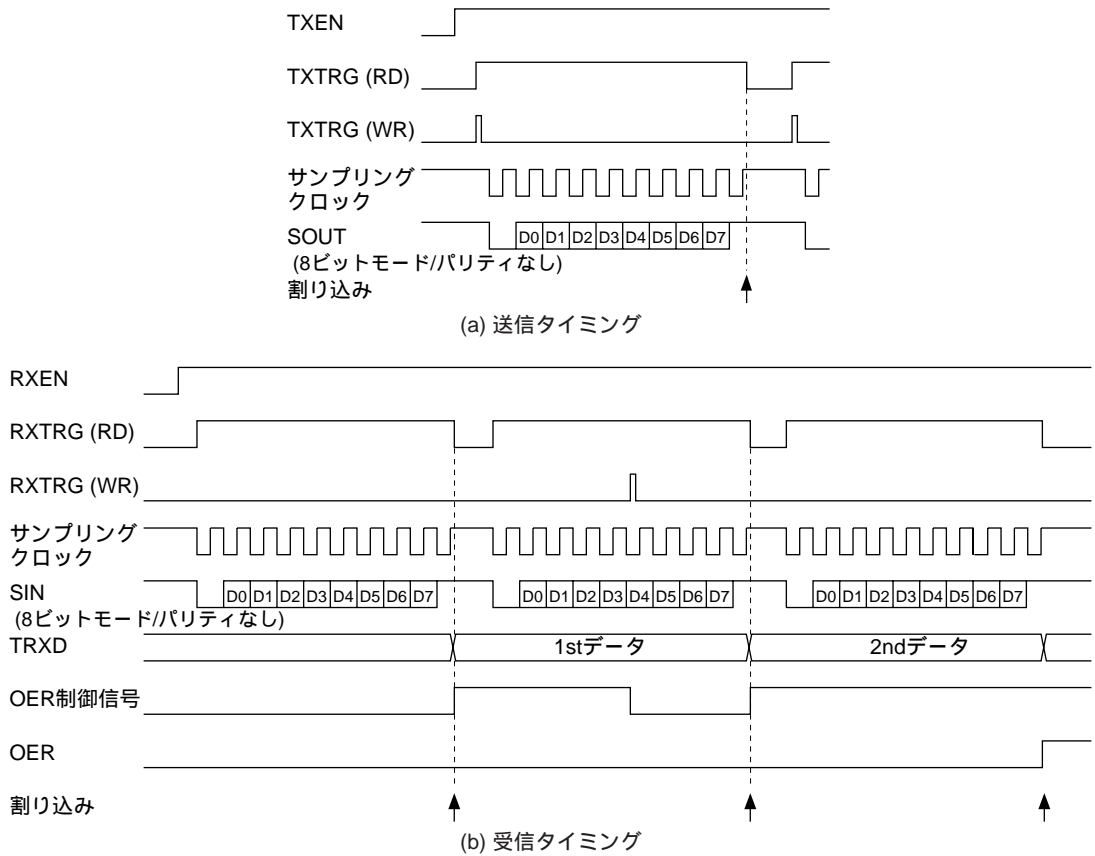 TXEN
TXTRG (RD)
TXTRG (WR)
サンプリング
クロック
SOUT
D0 D1 D2 D3 D4 D5 D6 D7
(8ビットモード/パリティなし)
割り込み
(a) 送信タイミング
RXEN
RXTRG (RD)
RXTRG (WR)
サンプリング
クロック
SIN
D0 D1 D2 D3 D4 D5 D6 D7 D0 D1 D2 D3 D4 D5 D6 D7 D0 D1 D2 D3 D4 D5 D6 D7
(8ビットモード/パリティなし)
TRXD 1stデータ 2ndデータ
OER制御信号
OER
割り込み
(b) 受信タイミング